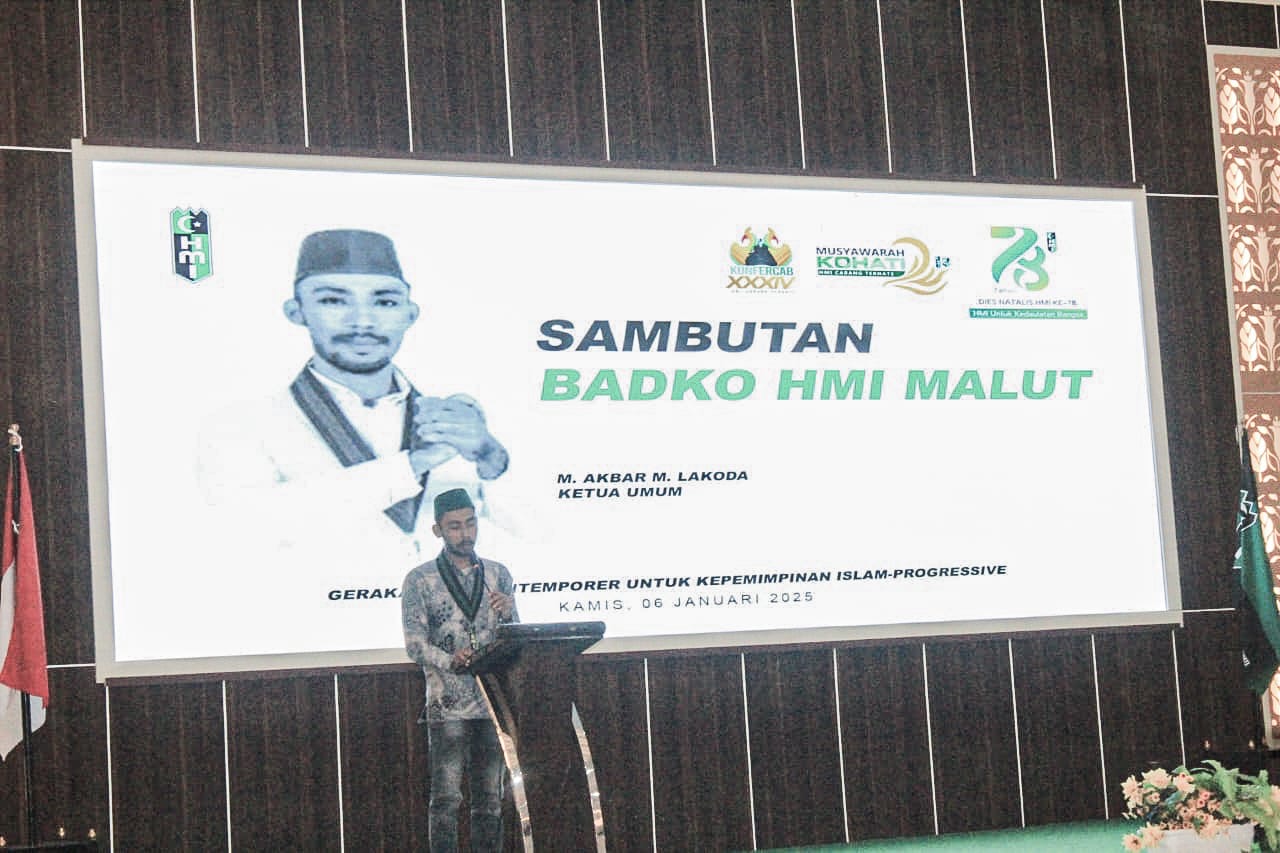 HMI
KONFERCAB
XXXIV
MUSYAWARAH
KOHATI
HMI CABANG TERNATE
78
DIES NATALIS HMI KE-78
HMI Untuk Kedaulatan Bangsa
SAMBUTAN
BADKO HMI MALUT
M. AKBAR M. LAKODA
KETUA UMUM
GERAKA NTEMPORER UNTUK KEPEMIMPINAN ISLAM-PROGRESSIVE
KAMIS, 06 JANUARI 2025